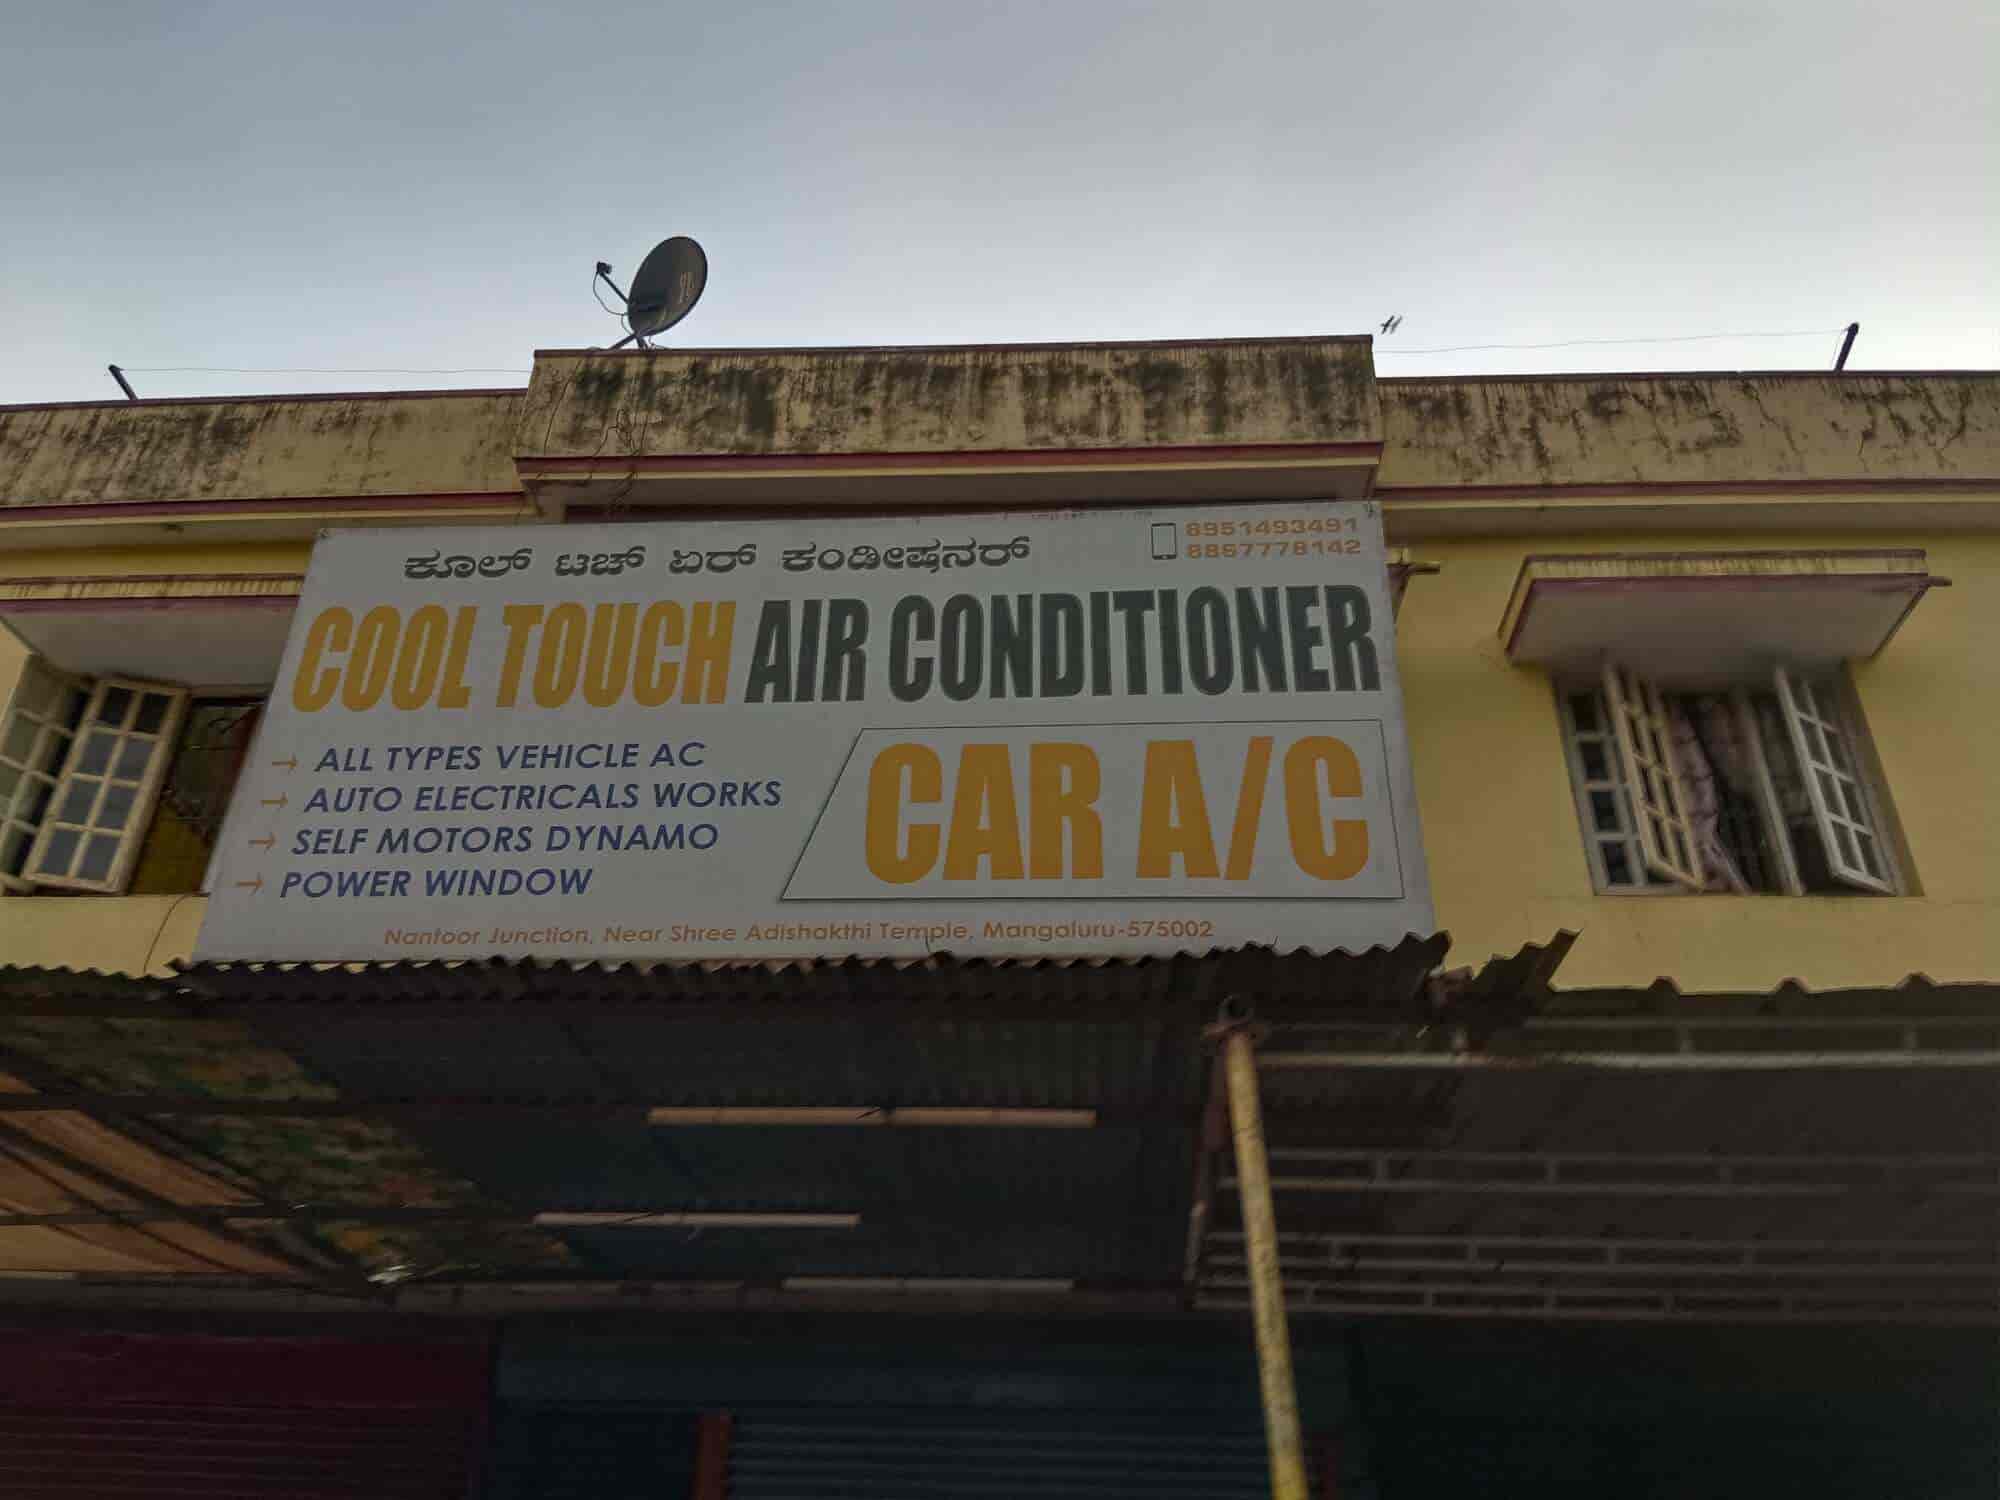 ಕೂಲ್ ಟಚ್ ಏರ್ ಕಂಡೀಷನರ್
8951493491
8867778142
COOL TOUCH AIR CONDITIONER
→ ALL TYPES VEHICLE AC
→ AUTO ELECTRICALS WORKS
→ SELF MOTORS DYNAMO
→ POWER WINDOW
CAR A/C
Nantoor Junction, Near Shree Adishakthi Temple, Mangaluru-575002